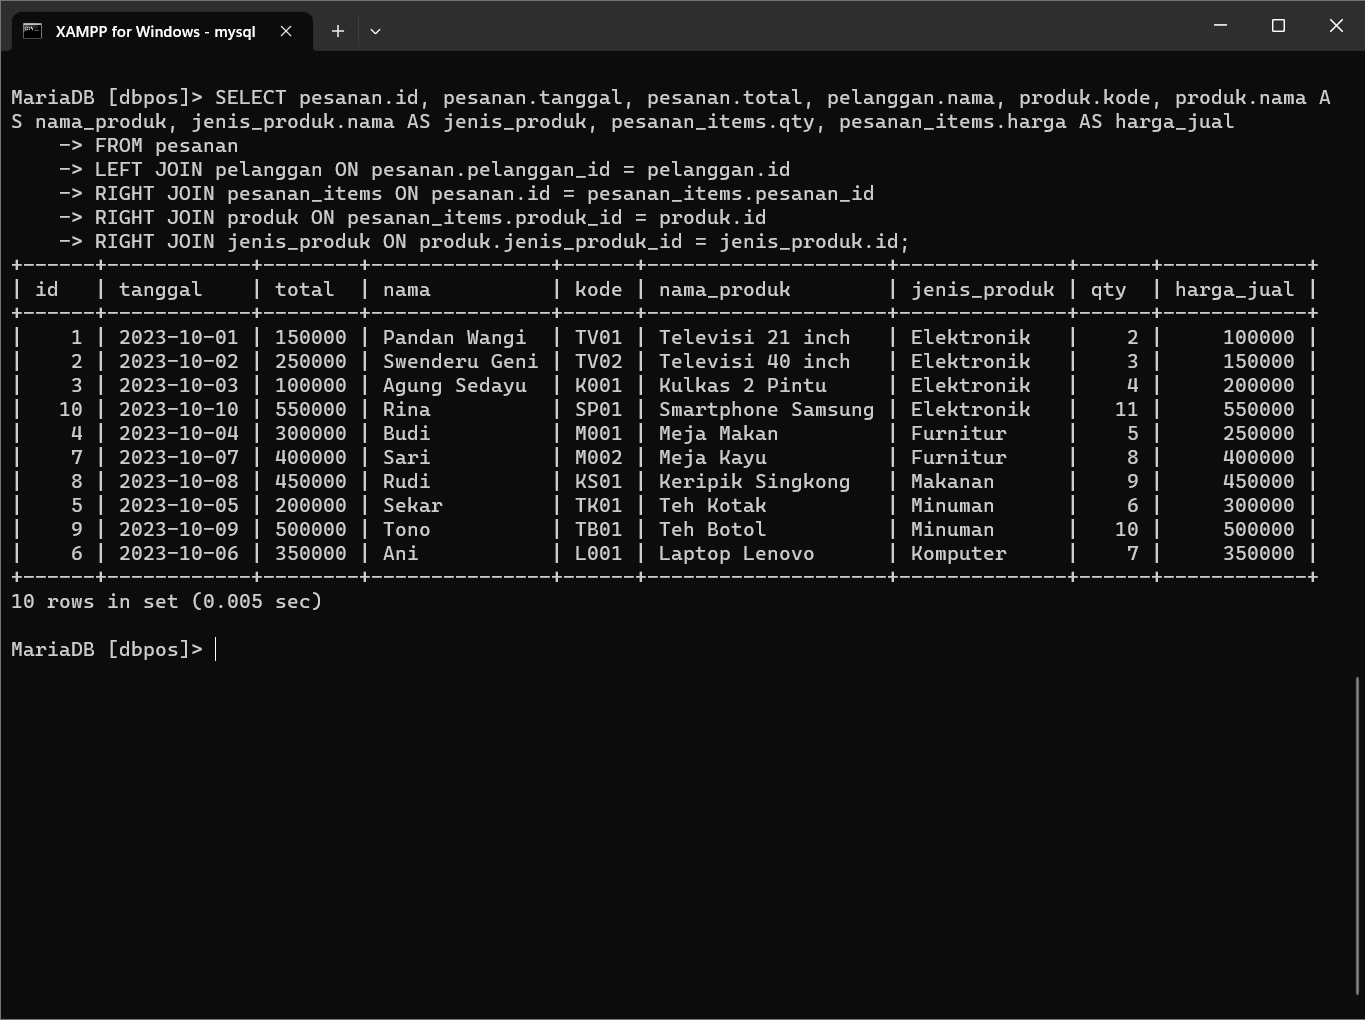 XAMPP for Windows - mysql
MariaDB [dbpos]> SELECT pesanan.id, pesanan.tanggal, pesanan.total, pelanggan.nama, produk.kode, produk.nama A
S nama_produk, jenis_produk.nama AS jenis_produk, pesanan_items.qty, pesanan_items.harga AS harga_jual
    -> FROM pesanan
    -> LEFT JOIN pelanggan ON pesanan.pelanggan_id = pelanggan.id
    -> RIGHT JOIN pesanan_items ON pesanan.id = pesanan_items.pesanan_id
    -> RIGHT JOIN produk ON pesanan_items.produk_id = produk.id
    -> RIGHT JOIN jenis_produk ON produk.jenis_produk_id = jenis_produk.id;
+------+------------+--------+---------------+------+--------------------+--------------+------+------------+
| id   | tanggal    | total  | nama          | kode | nama_produk        | jenis_produk | qty  | harga_jual |
+------+------------+--------+---------------+------+--------------------+--------------+------+------------+
|    1 | 2023-10-01 | 150000 | Pandan Wangi  | TV01 | Televisi 21 inch   | Elektronik   |    2 |     100000 |
|    2 | 2023-10-02 | 250000 | Swenderu Geni | TV02 | Televisi 40 inch   | Elektronik   |    3 |     150000 |
|    3 | 2023-10-03 | 100000 | Agung Sedayu  | K001 | Kulkas 2 Pintu     | Elektronik   |    4 |     200000 |
|   10 | 2023-10-10 | 550000 | Rina          | SP01 | Smartphone Samsung | Elektronik   |   11 |     550000 |
|    4 | 2023-10-04 | 300000 | Budi          | M001 | Meja Makan         | Furnitur     |    5 |     250000 |
|    7 | 2023-10-07 | 400000 | Sari          | M002 | Meja Kayu          | Furnitur     |    8 |     400000 |
|    8 | 2023-10-08 | 450000 | Rudi          | KS01 | Keripik Singkong   | Makanan      |    9 |     450000 |
|    5 | 2023-10-05 | 200000 | Sekar         | TK01 | Teh Kotak          | Minuman      |    6 |     300000 |
|    9 | 2023-10-09 | 500000 | Tono          | TB01 | Teh Botol          | Minuman      |   10 |     500000 |
|    6 | 2023-10-06 | 350000 | Ani           | L001 | Laptop Lenovo      | Komputer     |    7 |     350000 |
+------+------------+--------+---------------+------+--------------------+--------------+------+------------+
10 rows in set (0.005 sec)
MariaDB [dbpos]>